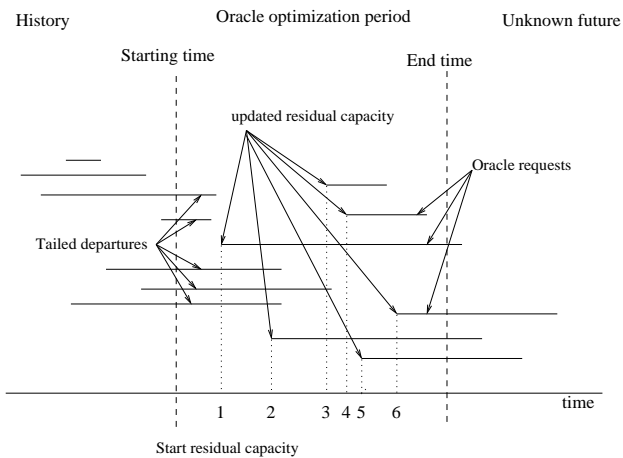 History
Oracle optimization period
Unknown future
Starting time
End time
updated residual capacity
Oracle requests
Tailed departures
time
1 2 3 4 5 6
Start residual capacity